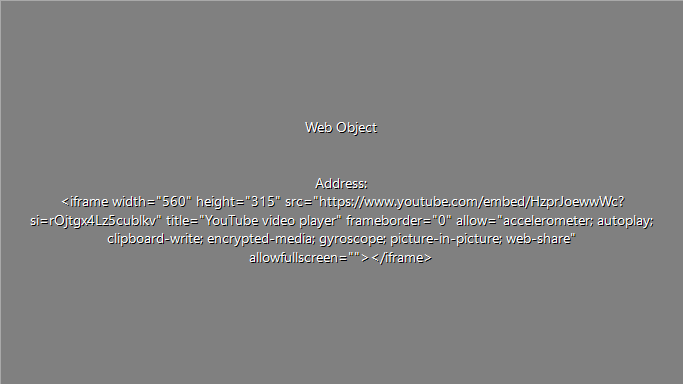 Web Object
Address:
<iframe width="560" height="315" src="https://www.youtube.com/embed/HzprJoewwWc?
si=rOjtgx4Lz5cubIkv" title="YouTube video player" frameborder="0" allow="accelerometer; autoplay;
clipboard-write; encrypted-media; gyroscope; picture-in-picture; web-share"
allowfullscreen=""></iframe>